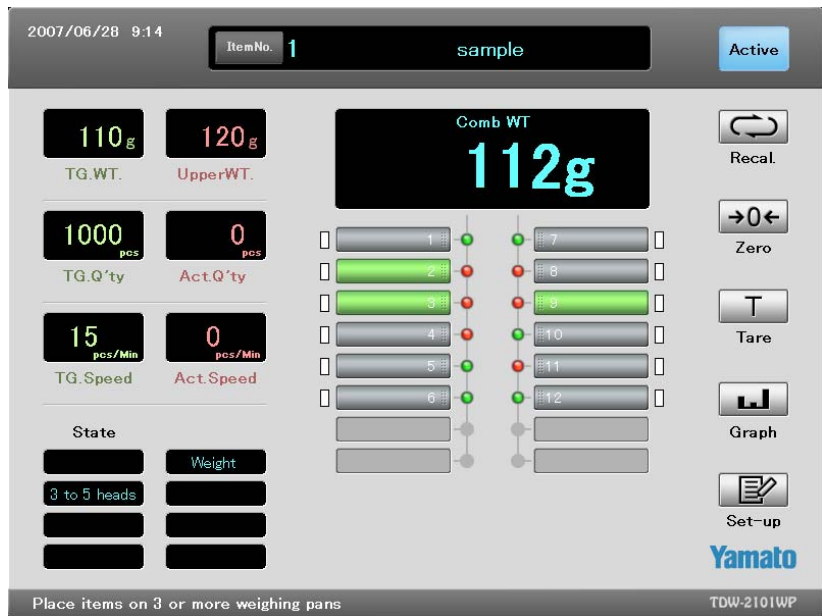 2007/06/28 9:14
ItemNo. 1 sample
Active
110g 120g
TG.WT. UpperWT.
1000 pcs 0 pcs
TG.Q'ty Act.Q'ty
15 pcs/Min 0 pcs/Min
TG.Speed Act.Speed
State
Weight
3 to 5 heads
Comb WT
112g
1 7
2 8
3 9
4 10
5 11
6 12
Recal.
→0←
Zero
T
Tare
Graph
Set-up
Yamato
Place items on 3 or more weighing pans
TDW-2101WP